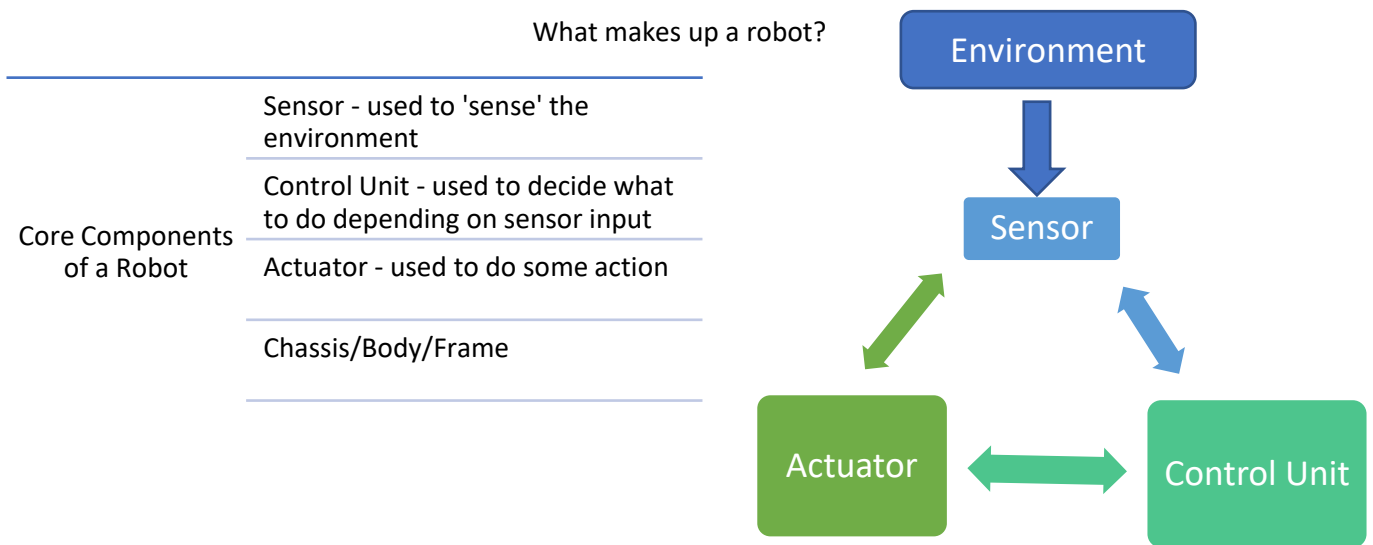 What makes up a robot?
Core Components
of a Robot
Sensor - used to 'sense' the
environment
Control Unit - used to decide what
to do depending on sensor input
Actuator - used to do some action
Chassis/Body/Frame
Environment
Sensor
Actuator
Control Unit